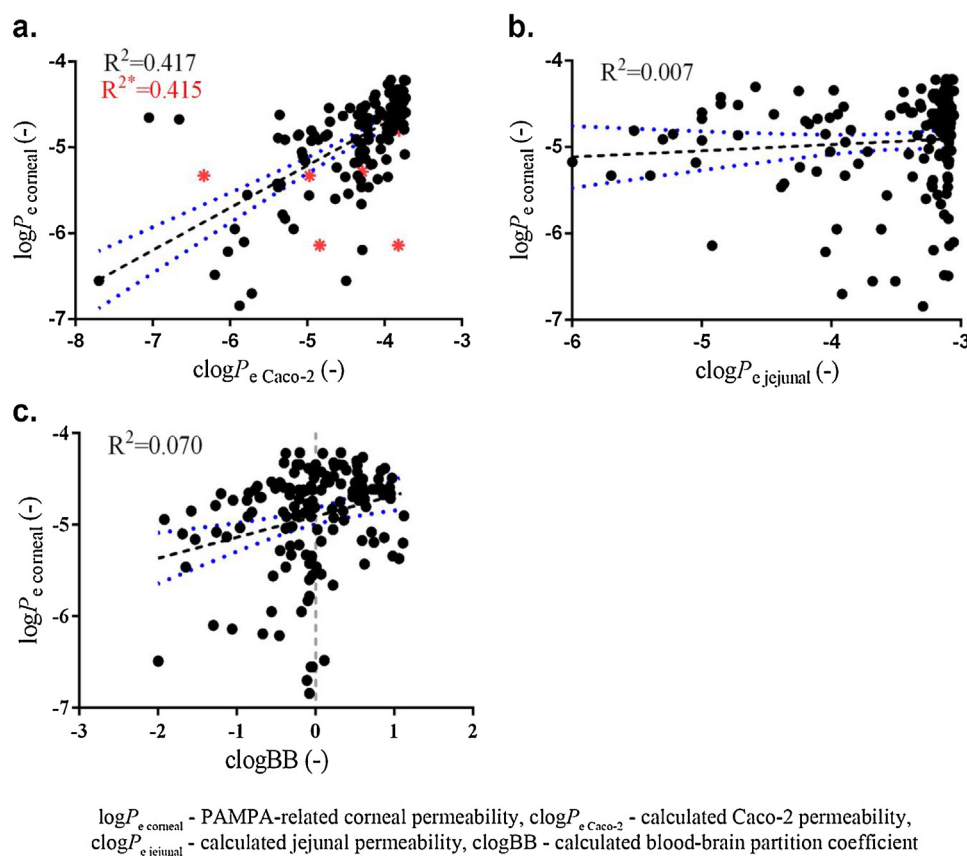 a.
R²=0.417
R²*=0.415
-4
-5
-6
-7
logPe corneal (-)
-8 -7 -6 -5 -4 -3
clogPe Caco-2 (-)
b.
R²=0.007
-4
-5
-6
-7
logPe corneal (-)
-6 -5 -4 -3
clogPe jejunal (-)
c.
R²=0.070
-4
-5
-6
-7
logPe corneal (-)
-3 -2 -1 0 1 2
clogBB (-)
logPe corneal - PAMPA-related corneal permeability, clogPe Caco-2 - calculated Caco-2 permeability,
clogPe jejunal - calculated jejunal permeability, clogBB - calculated blood-brain partition coefficient